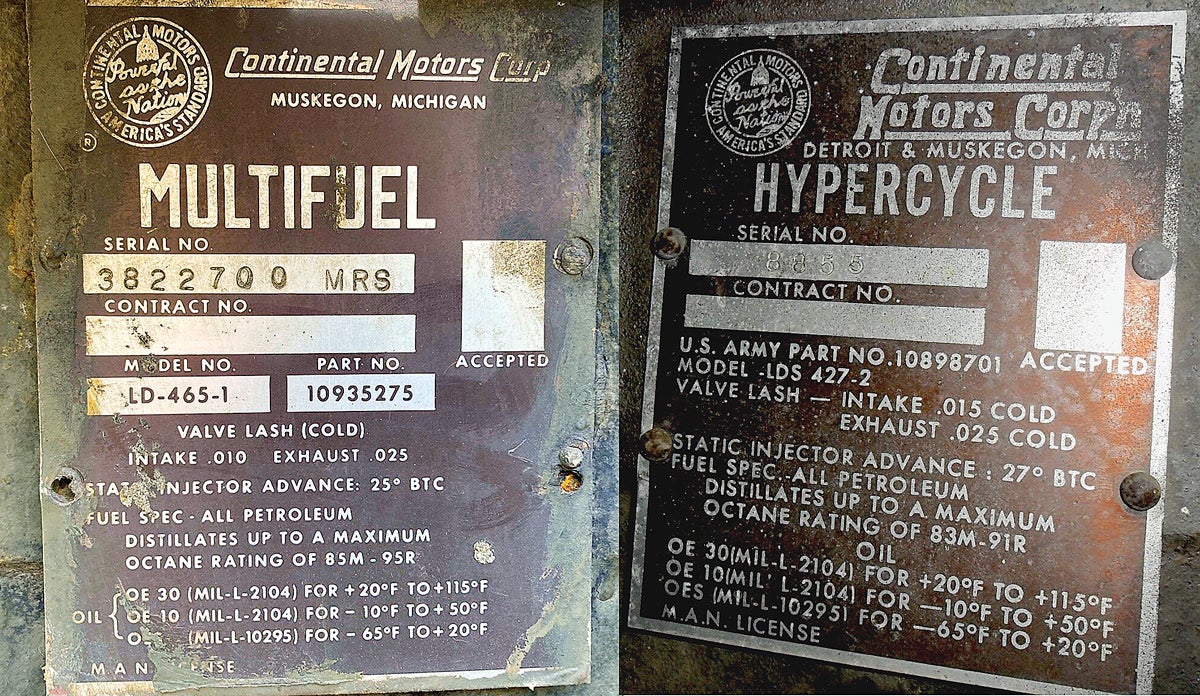 CONTINENTAL MOTORS CORP.
Powerful
as the
Nation
AMERICA'S STANDARD
®
Continental Motors Corp
MUSKEGON, MICHIGAN
MULTIFUEL
SERIAL NO.
3822700 MRS
CONTRACT NO.
MODEL NO. PART NO.
LD-465-1 10935275
ACCEPTED
VALVE LASH (COLD)
INTAKE .010 EXHAUST .025
STATIC INJECTOR ADVANCE: 25° BTC
FUEL SPEC - ALL PETROLEUM
DISTILLATES UP TO A MAXIMUM
OCTANE RATING OF 85M - 95R
OE 30 (MIL-L-2104) FOR +20°F TO +115°F
OIL { OE 10 (MIL-L-2104) FOR - 10°F TO + 50°F
(MIL-L-10295) FOR - 65°F TO + 20°F
M.A.N. LICENSE
CONTINENTAL MOTORS CORP.
Powerful
as the
Nation
AMERICA'S STANDARD
Continental
Motors Corp'n
DETROIT & MUSKEGON, MICH
HYPERCYCLE
SERIAL NO.
8855
CONTRACT NO.
U.S. ARMY PART NO. 10898701
ACCEPTED
MODEL -LDS 427-2
VALVE LASH — INTAKE .015 COLD
EXHAUST .025 COLD
STATIC INJECTOR ADVANCE : 27° BTC
FUEL SPEC.-ALL PETROLEUM
DISTILLATES UP TO A MAXIMUM
OCTANE RATING OF 83M-91R
OIL
OE 30(MIL-L-2104) FOR +20°F TO +115°F
OE 10(MIL' L-2104) FOR —10°F TO +50°F
OES (MIL-L-10295) FOR —65°F TO +20°F
M.A.N. LICENSE